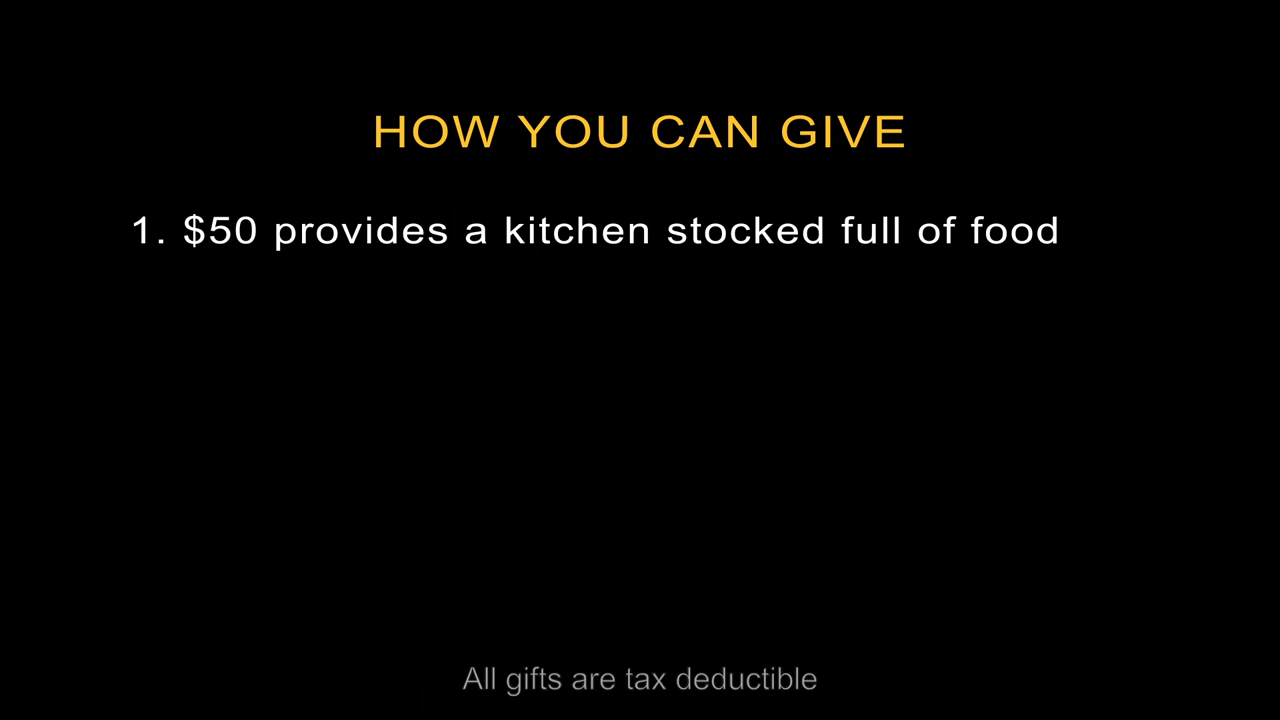 HOW YOU CAN GIVE
1. $50 provides a kitchen stocked full of food
All gifts are tax deductible